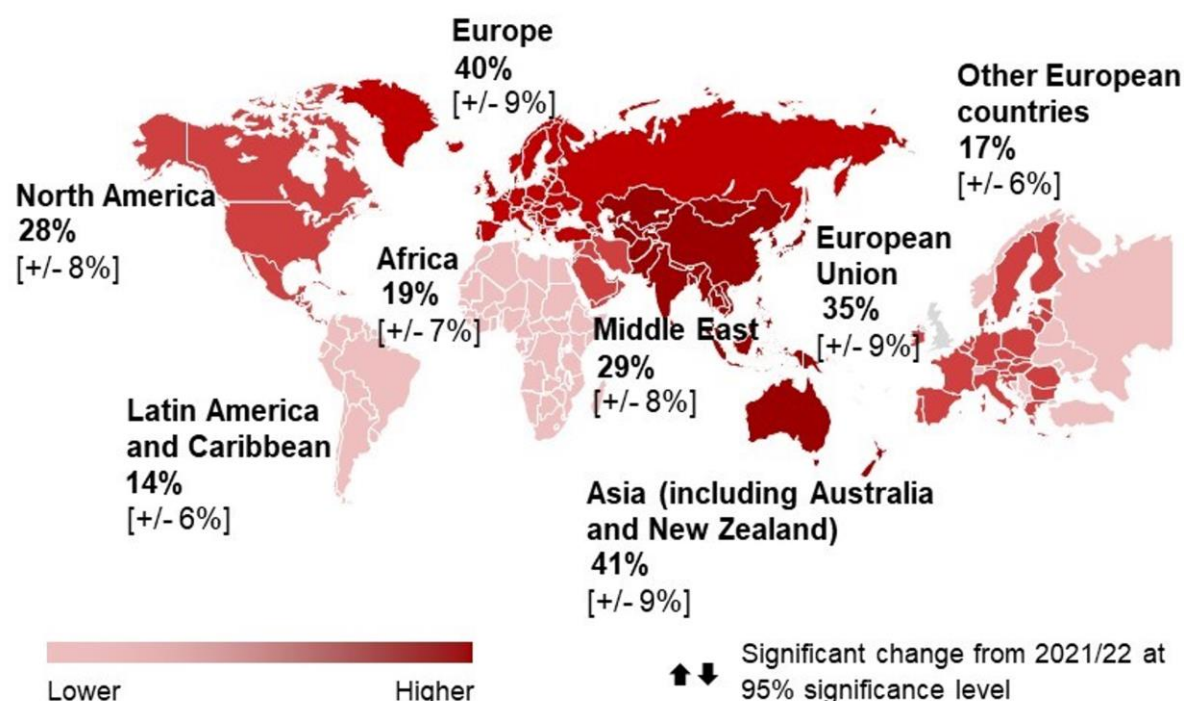 Europe
40%
[+/- 9%]
Other European
countries
17%
[+/- 6%]
North America
28%
[+/- 8%]
Africa
19%
[+/- 7%]
European
Union
35%
[+/- 9%]
Middle East
29%
[+/- 8%]
Latin America
and Caribbean
14%
[+/- 6%]
Asia (including Australia
and New Zealand)
41%
[+/- 9%]
Lower
Higher
Significant change from 2021/22 at
95% significance level